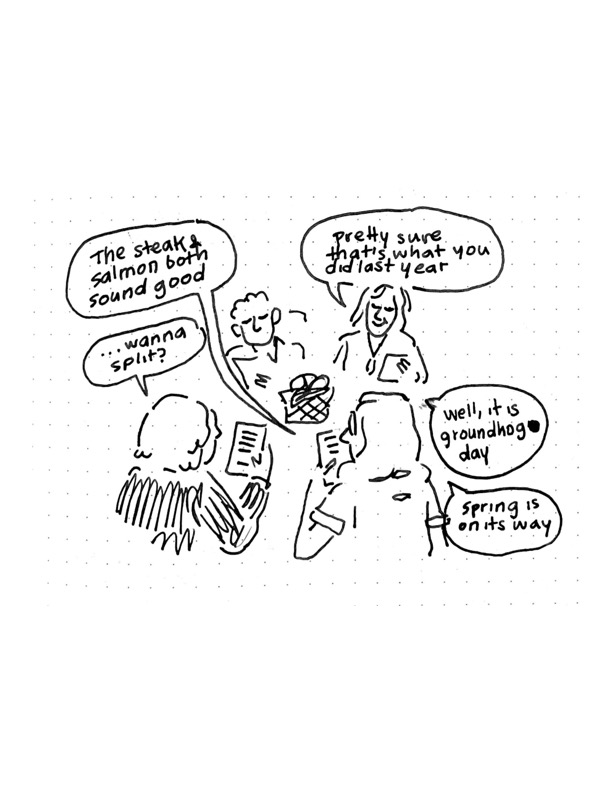 The steak &
salmon both
sound good
...wanna
split?
pretty sure
that's what you
did last year
well, it is
groundhog
day
spring is
on its way